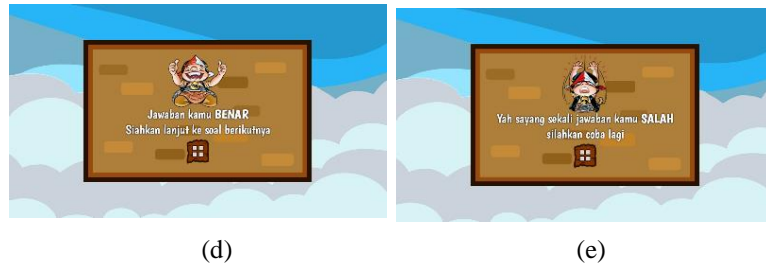 Jawaban kamu BENAR
Siahkan lanjut ke soal berikutnya
Yah sayang sekali jawaban kamu SALAH
silahkan coba lagi
(d)
(e)